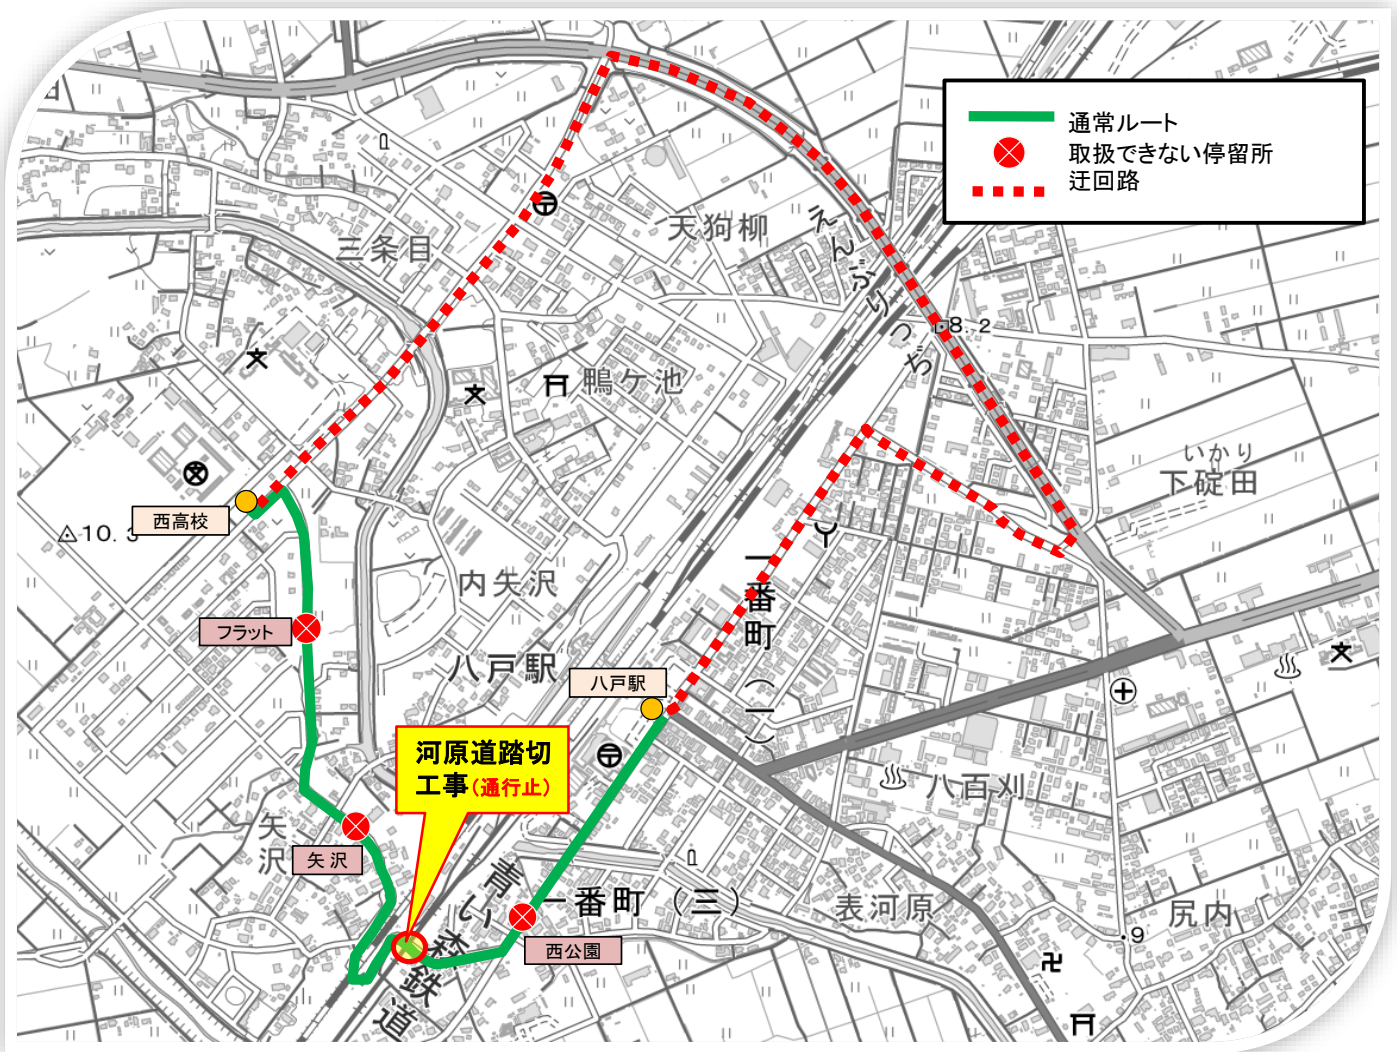 通常ルート
取扱できない停留所
迂回路
天狗柳
えんぶりっち
三条目
8.2
鴨ケ池
いかり
下碇田
西高校
10.3
内矢沢
一番町(一)
フラット
八戸駅
八戸駅
河原道踏切
工事(通行止)
八百刈
矢沢
矢沢
青い森鉄道
一番町(三)
表河原
尻内
西公園
9